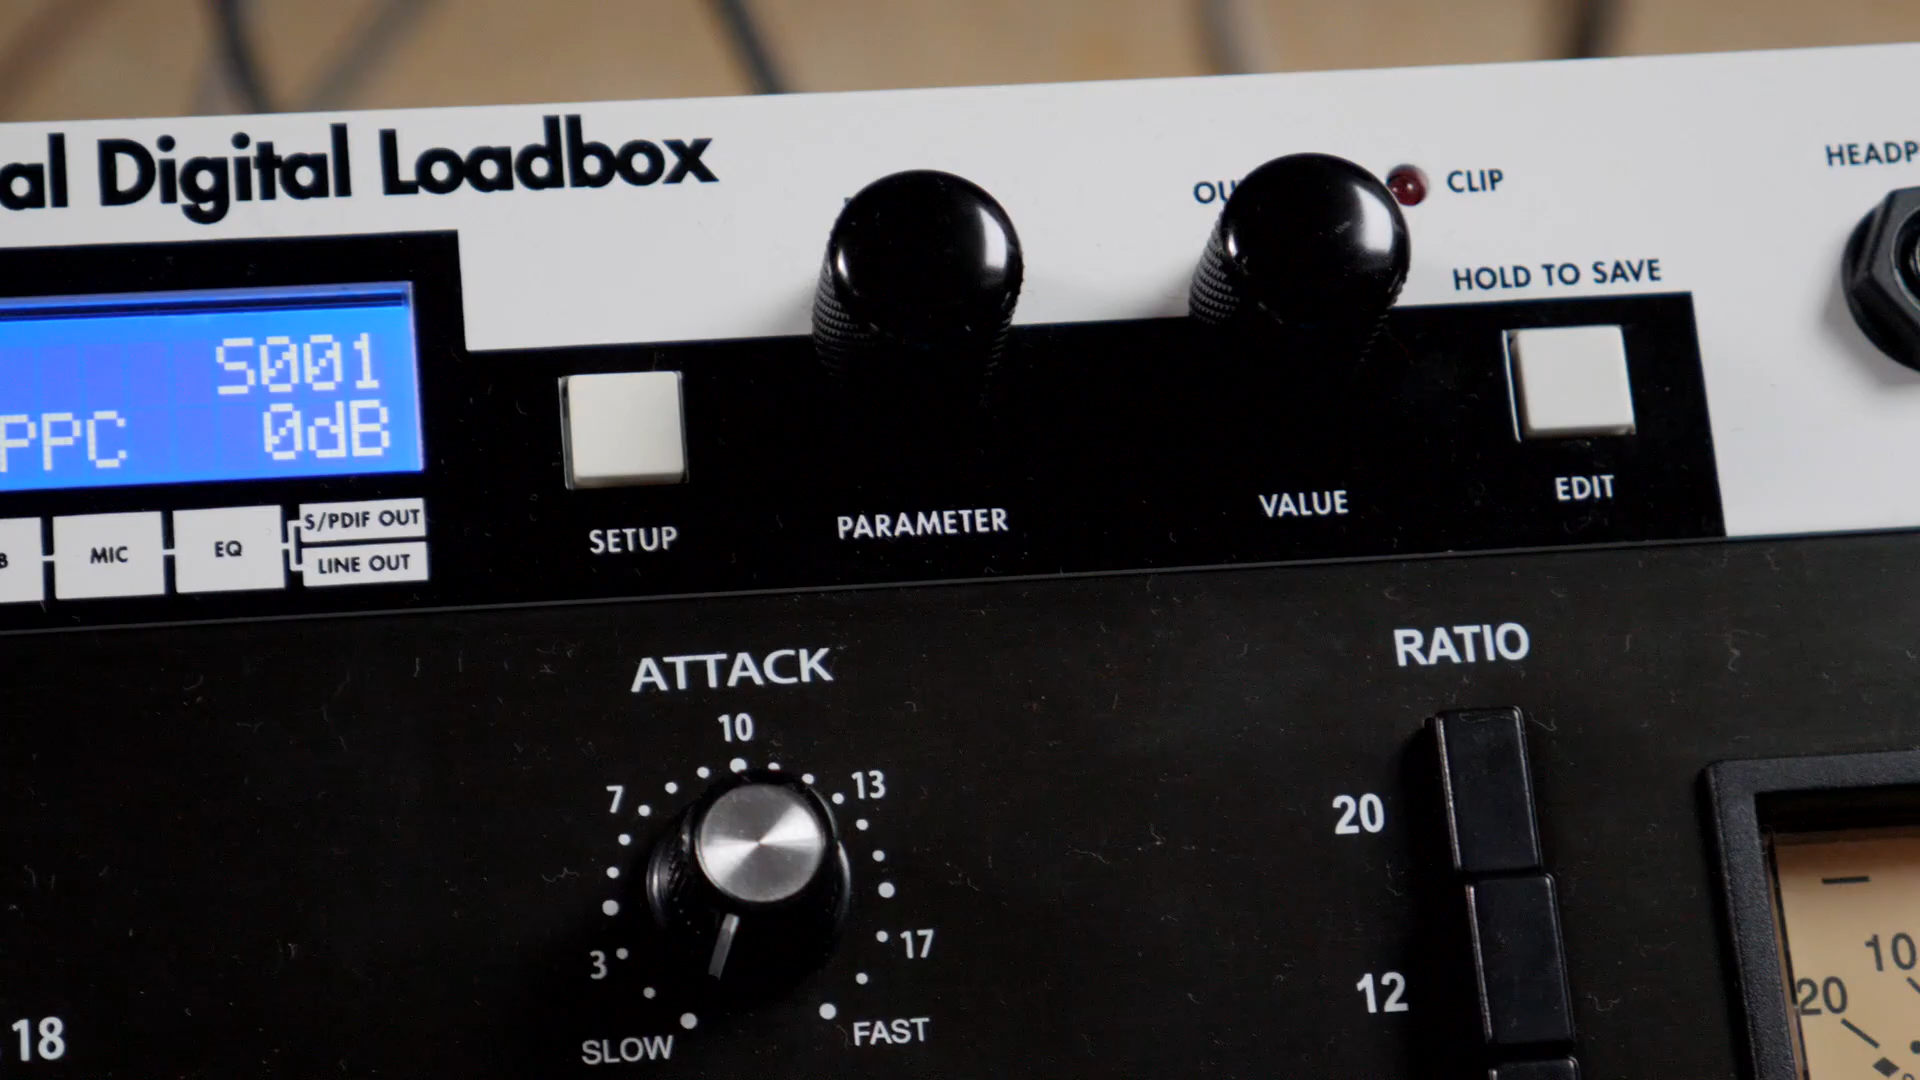 al Digital Loadbox
CLIP
HOLD TO SAVE
S001
PPC 0dB
MIC
EQ
S/PDIF OUT
LINE OUT
SETUP
PARAMETER
VALUE
EDIT
ATTACK
10
7
13
3
17
SLOW
FAST
18
RATIO
20
12
10
20